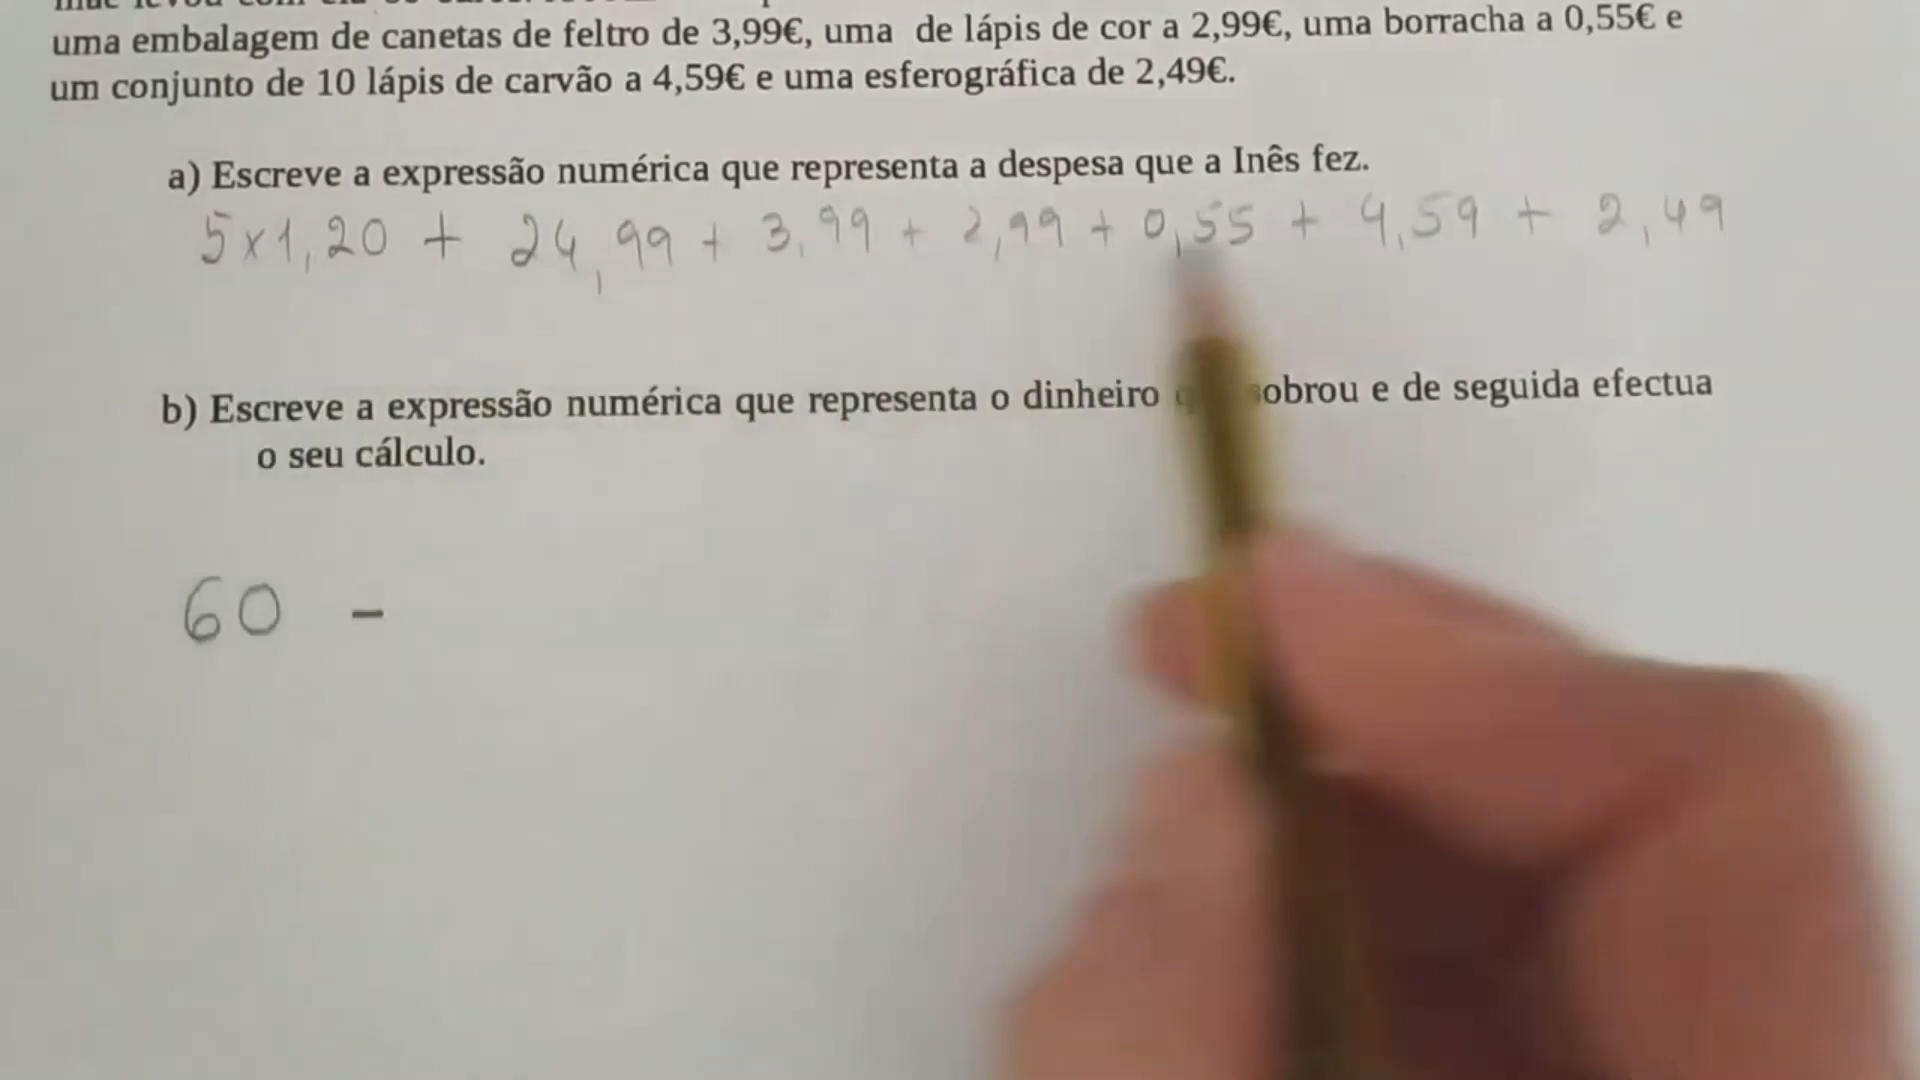 uma embalagem de canetas de feltro de 3,99€, uma de lápis de cor a 2,99€, uma borracha a 0,55€ e
um conjunto de 10 lápis de carvão a 4,59€ e uma esferográfica de 2,49€.
a) Escreve a expressão numérica que representa a despesa que a Inês fez.
5x1,20 + 24,99 + 3,99 + 2,99 + 0,55 + 4,59 + 2,49
b) Escreve a expressão numérica que representa o dinheiro obrou e de seguida efectua
o seu cálculo.
60 -